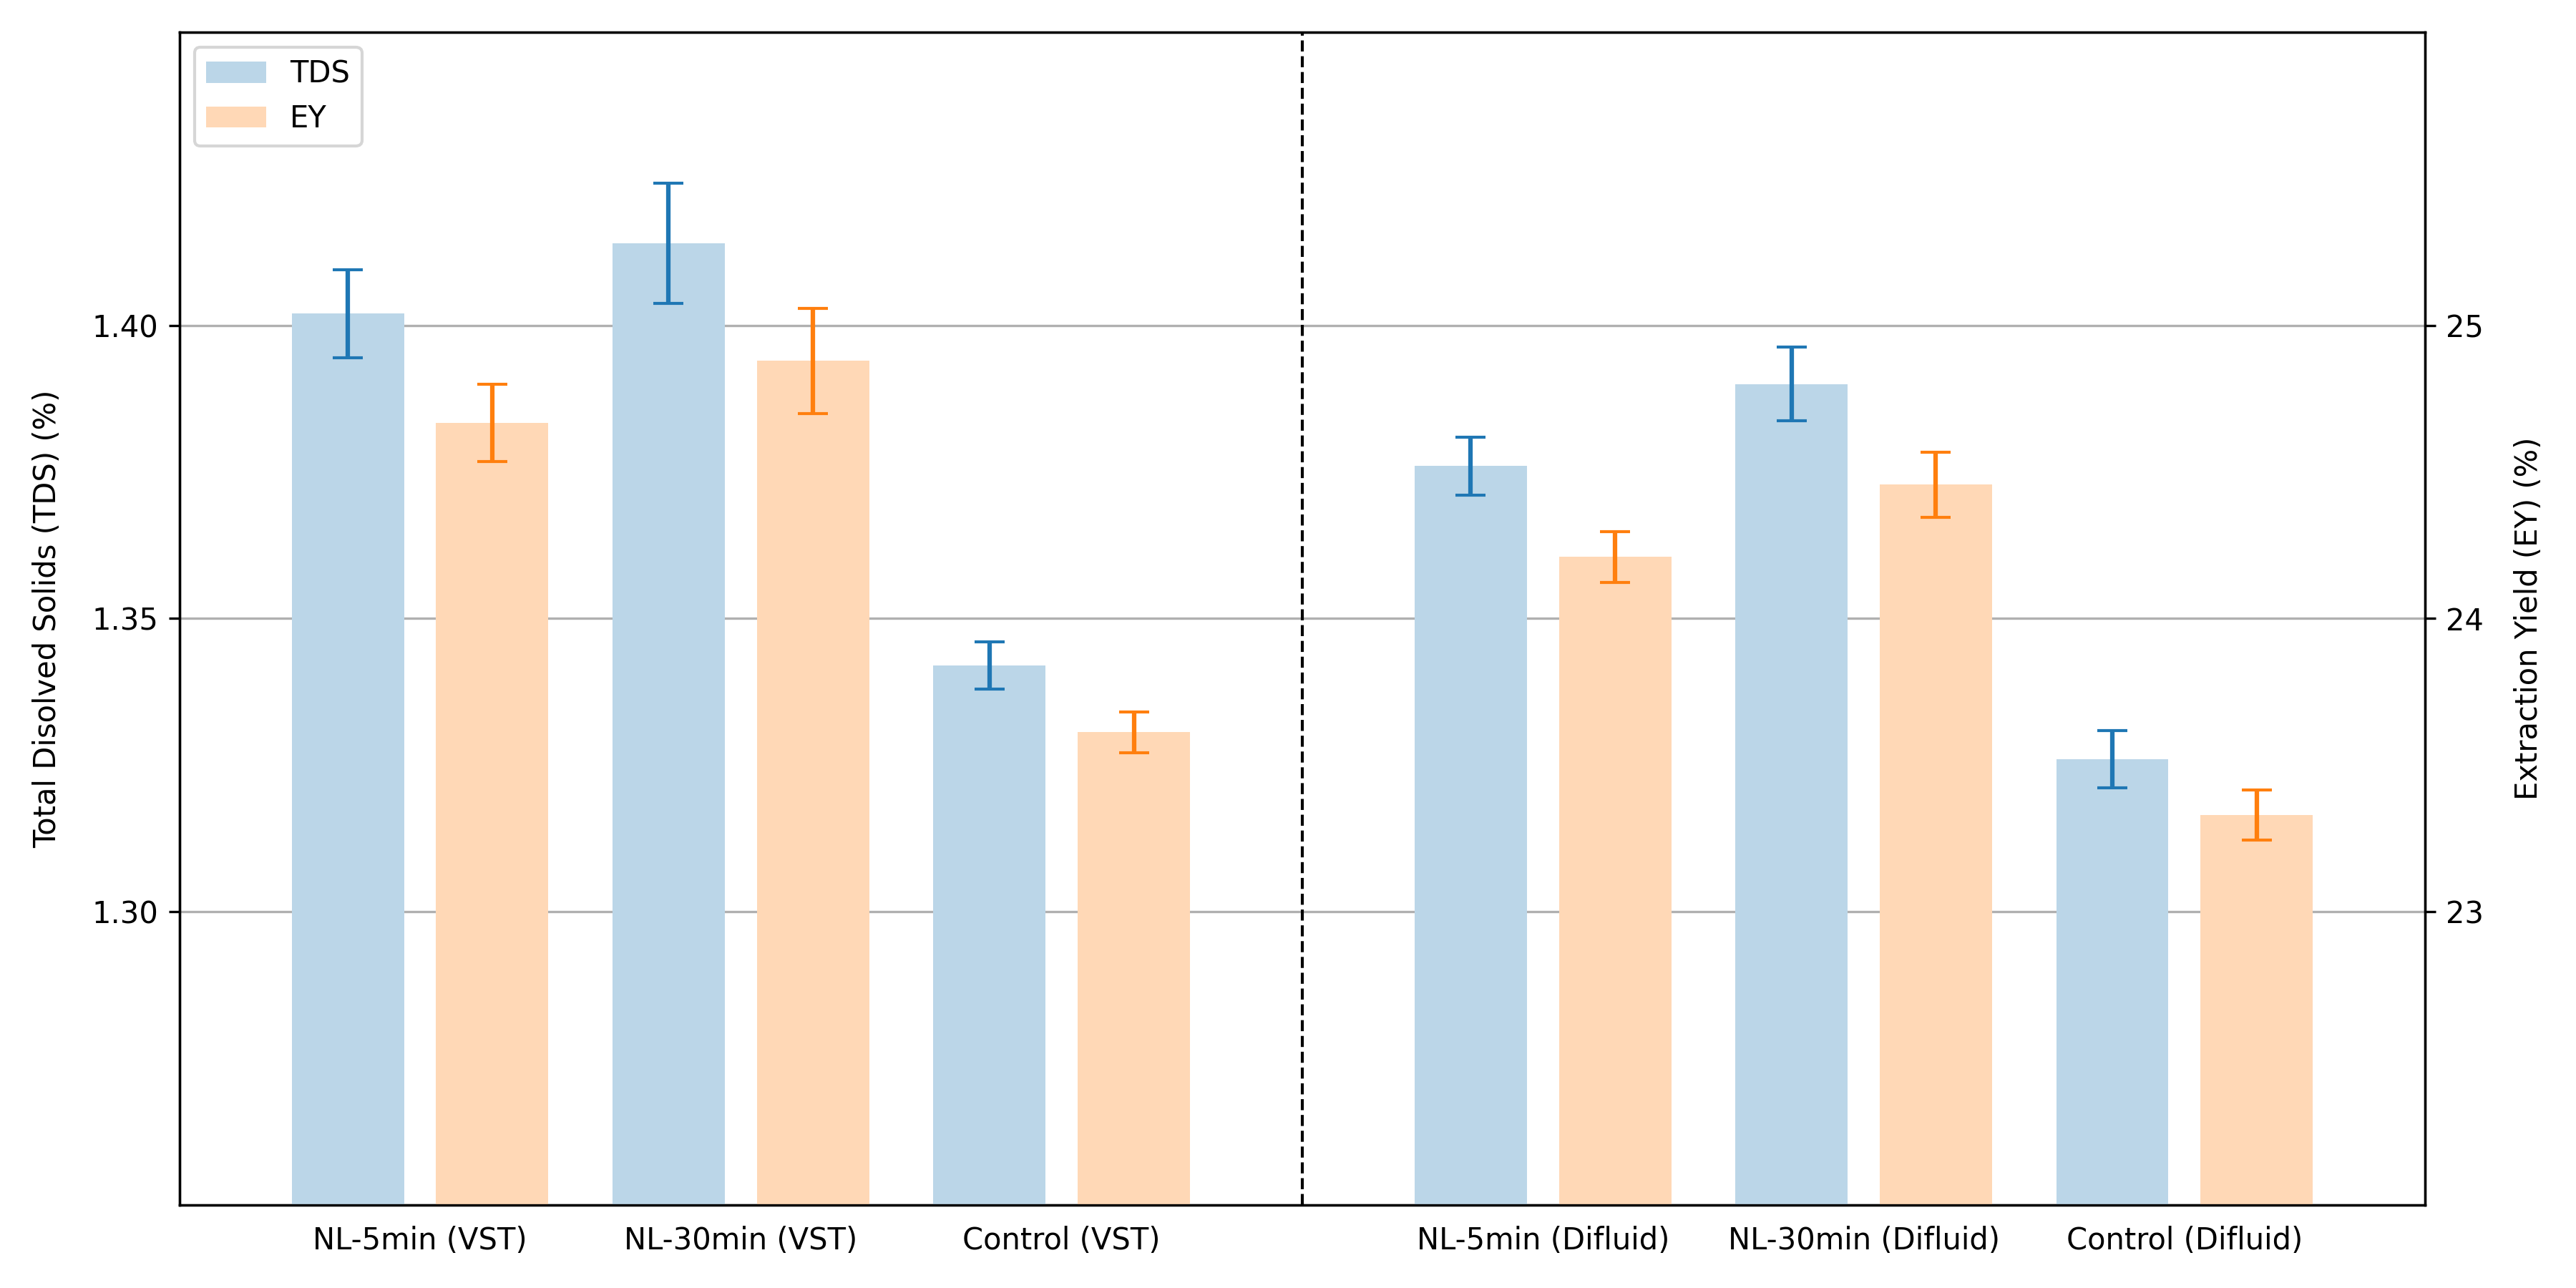 TDS
EY
Total Disolved Solids (TDS) (%)
1.40
1.35
1.30
25
24
23
Extraction Yield (EY) (%)
NL-5min (VST)
NL-30min (VST)
Control (VST)
NL-5min (Difluid)
NL-30min (Difluid)
Control (Difluid)